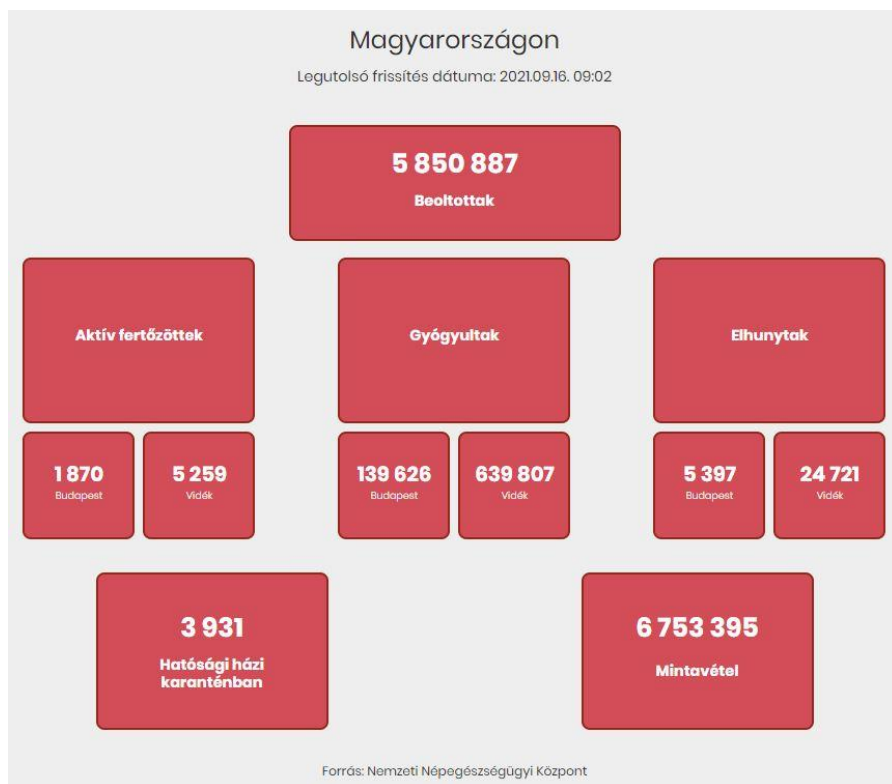 Magyarországon
Legutolsó frissítés dátuma: 2021.09.16. 09:02
5 850 887
Beoltottak
Aktív fertőzöttek
Gyógyultak
Elhunytak
1 870
Budapest
5 259
Vidék
139 626
Budapest
639 807
Vidék
5 397
Budapest
24 721
Vidék
3 931
Hatósági házi
karanténban
6 753 395
Mintavétel
Forrás: Nemzeti Népegészségügyi Központ